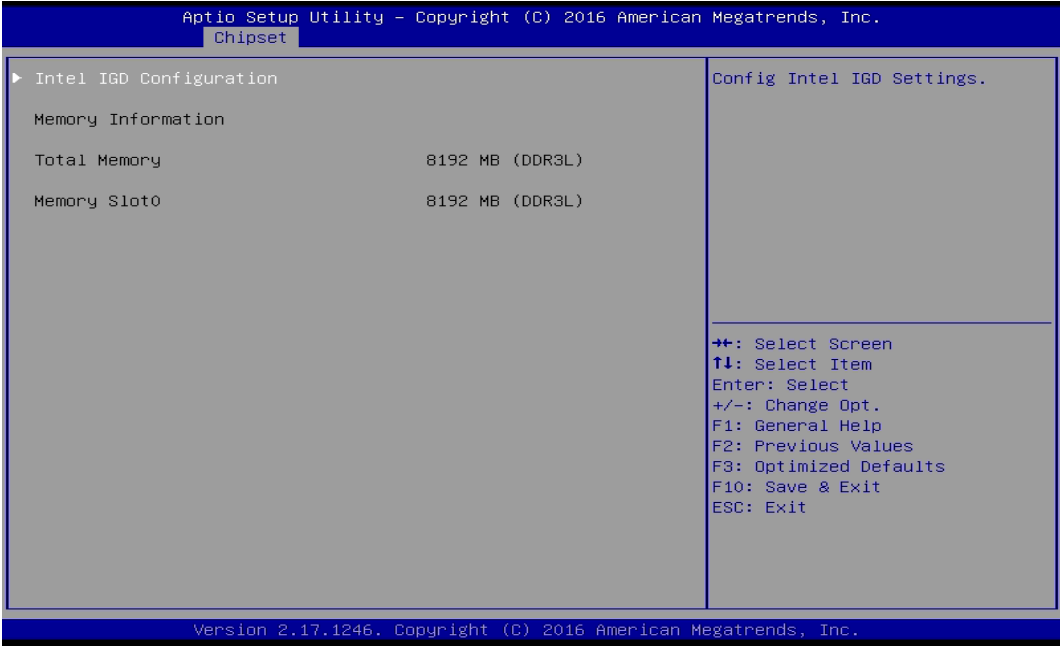 Aptio Setup Utility – Copyright (C) 2016 American Megatrends, Inc.
Chipset
▶ Intel IGD Configuration
Memory Information
Total Memory 8192 MB (DDR3L)
Memory Slot0 8192 MB (DDR3L)
Config Intel IGD Settings.
→←: Select Screen
↑↓: Select Item
Enter: Select
+/-: Change Opt.
F1: General Help
F2: Previous Values
F3: Optimized Defaults
F10: Save & Exit
ESC: Exit
Version 2.17.1246. Copyright (C) 2016 American Megatrends, Inc.